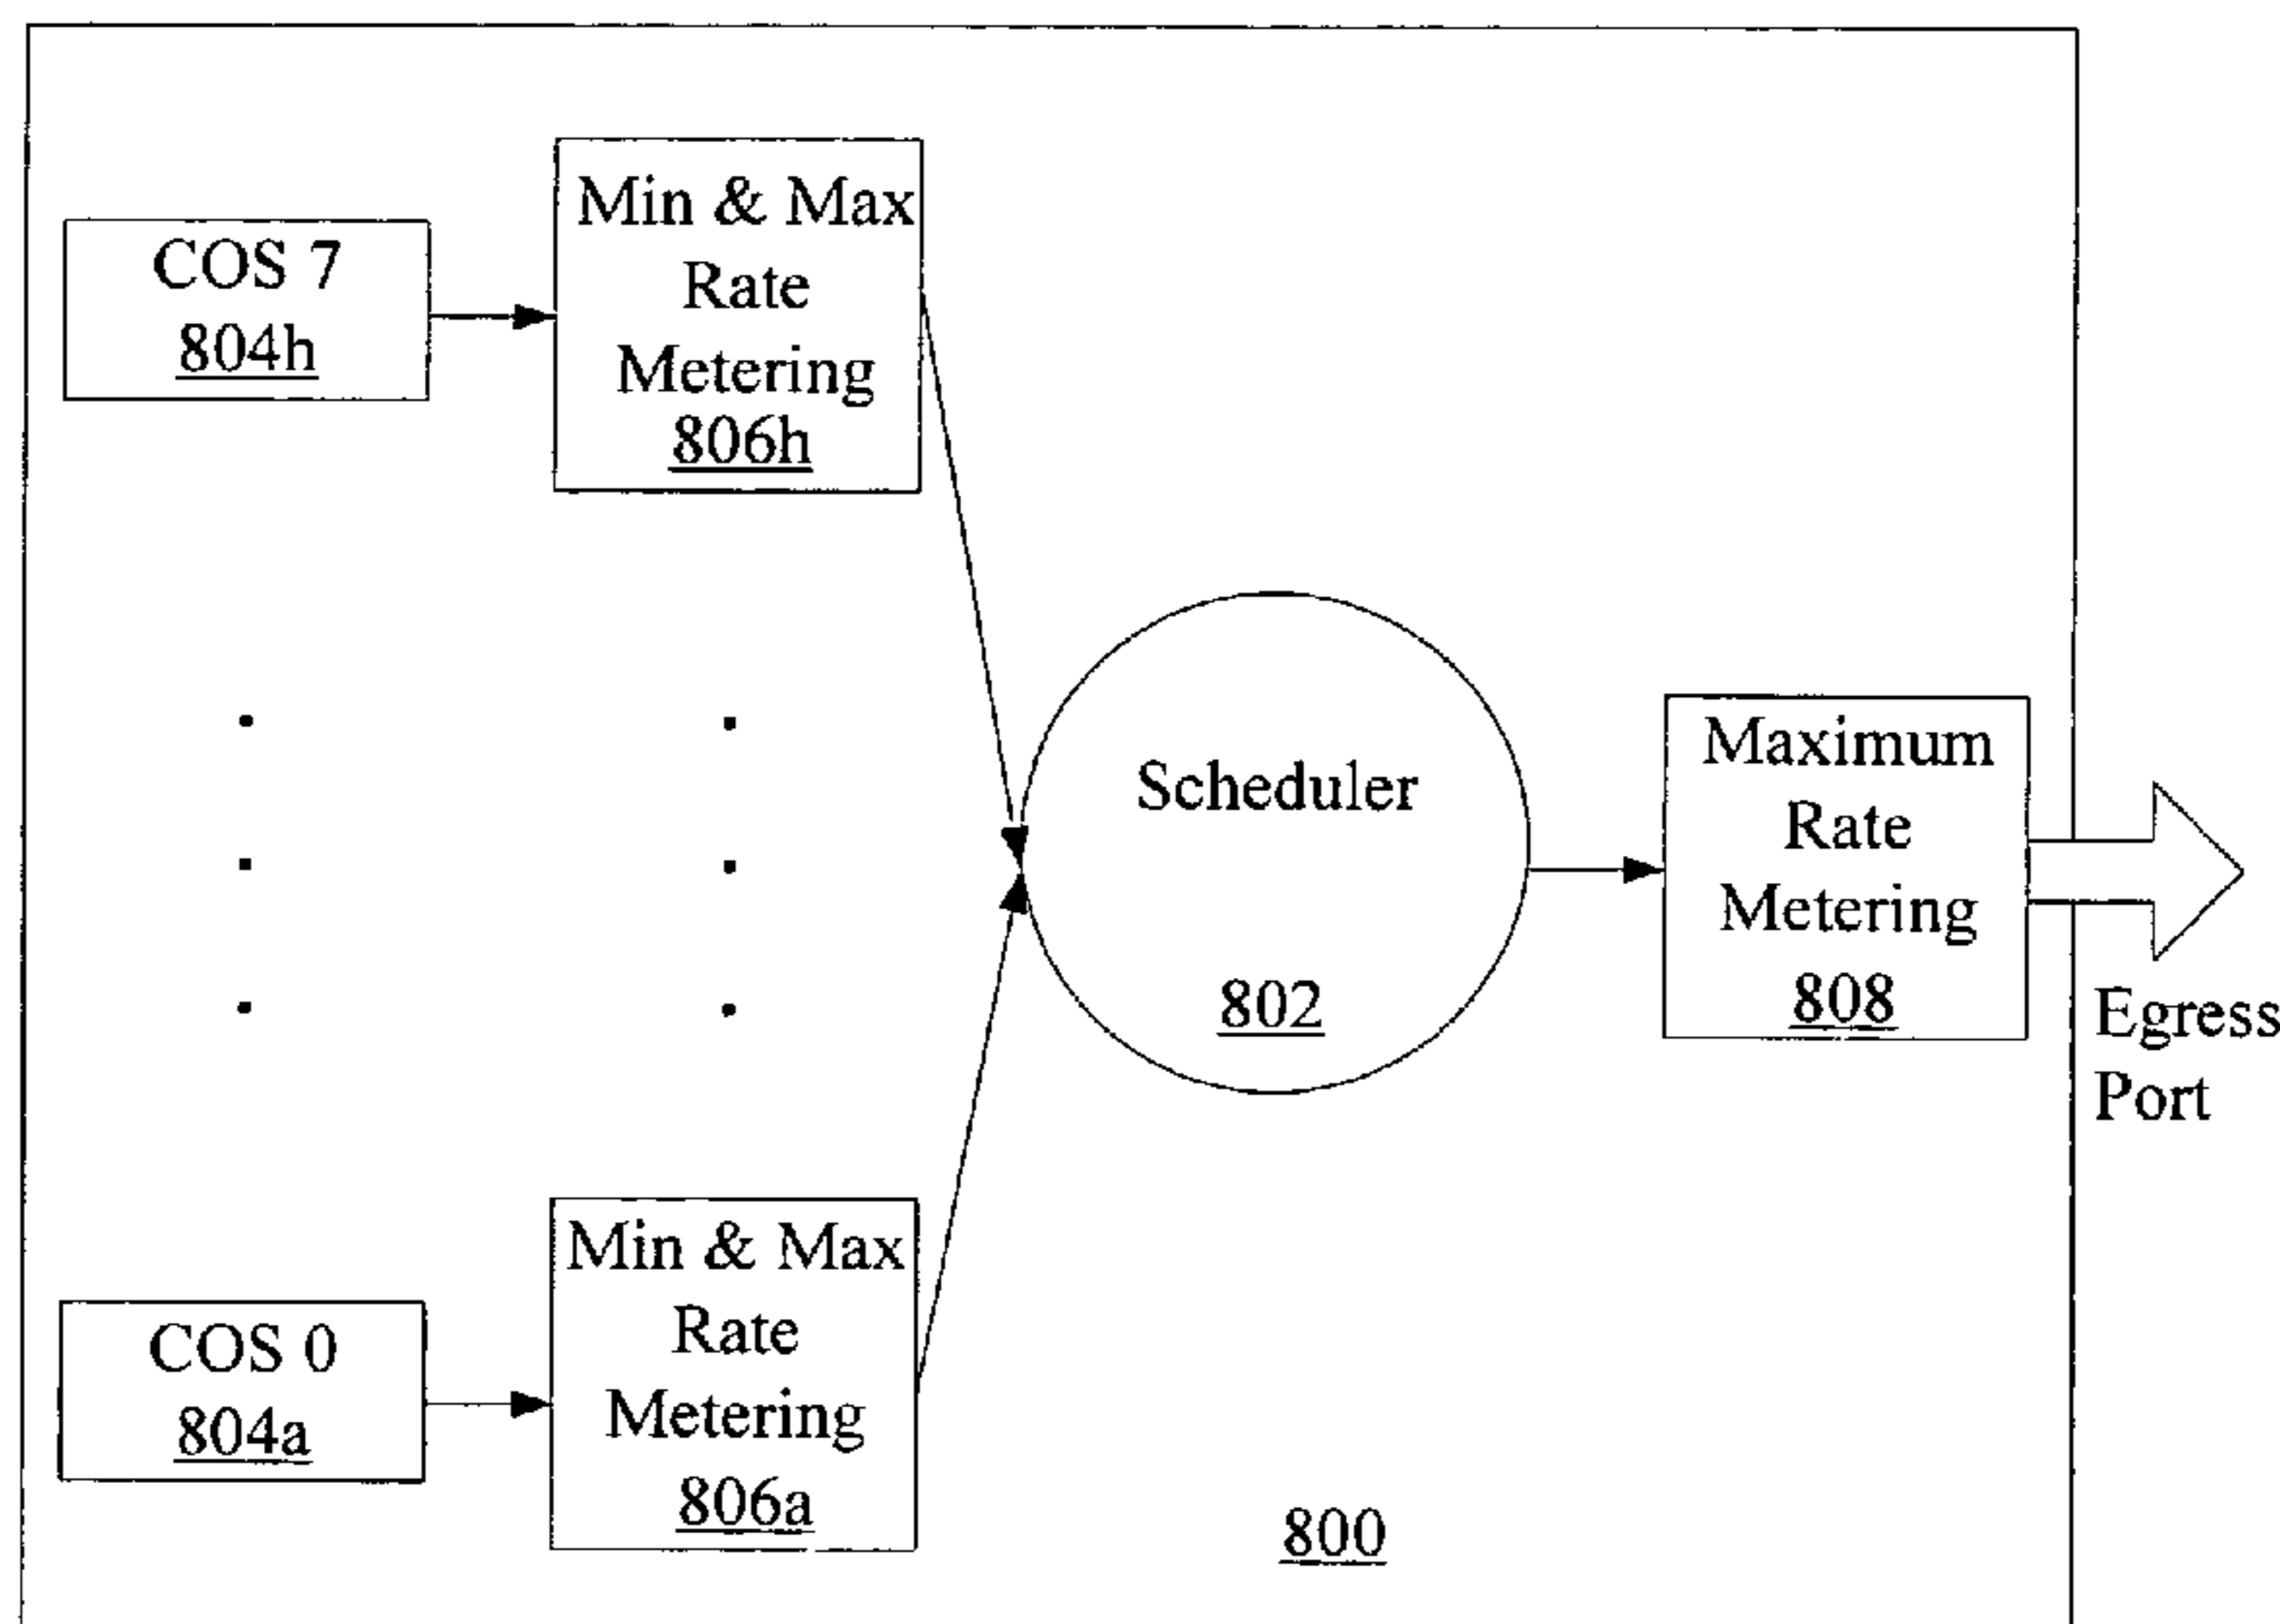 COS 7
804h
Min & Max
Rate
Metering
806h
Scheduler
802
Maximum
Rate
Metering
808
Egress
Port
COS 0
804a
Min & Max
Rate
Metering
806a
800